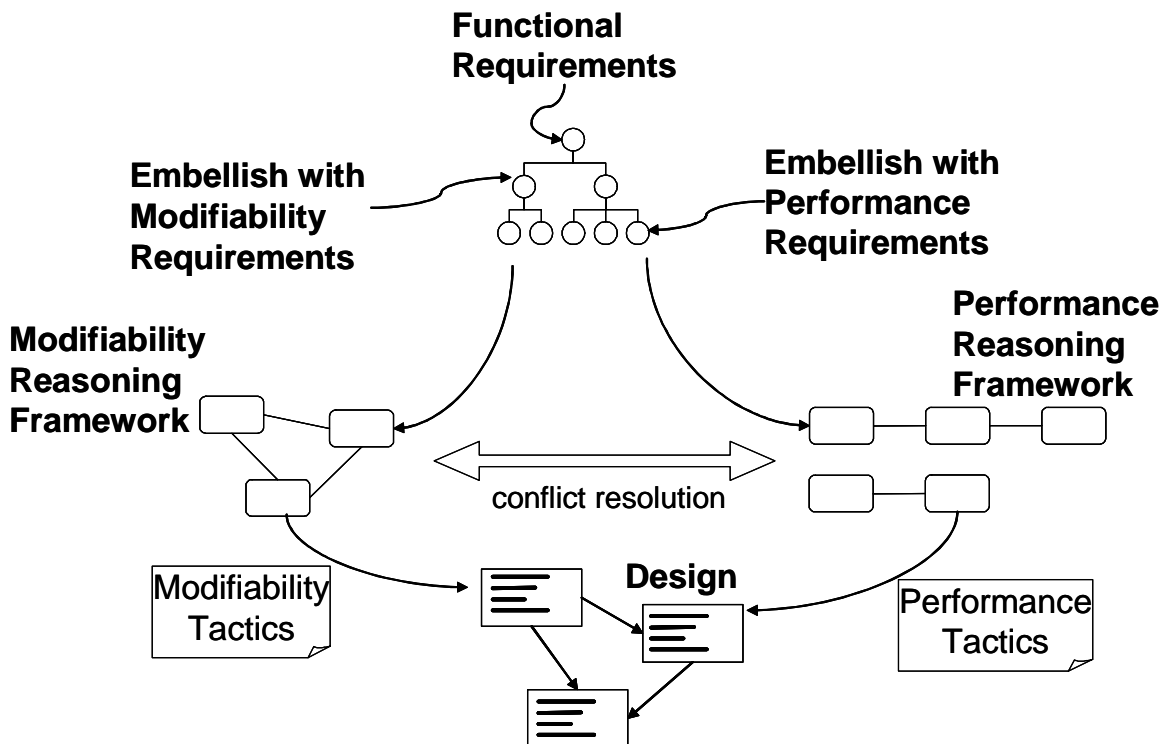 Functional
Requirements
Embellish with
Modifiability
Requirements
Embellish with
Performance
Requirements
Modifiability
Reasoning
Framework
Performance
Reasoning
Framework
conflict resolution
Modifiability
Tactics
Design
Performance
Tactics